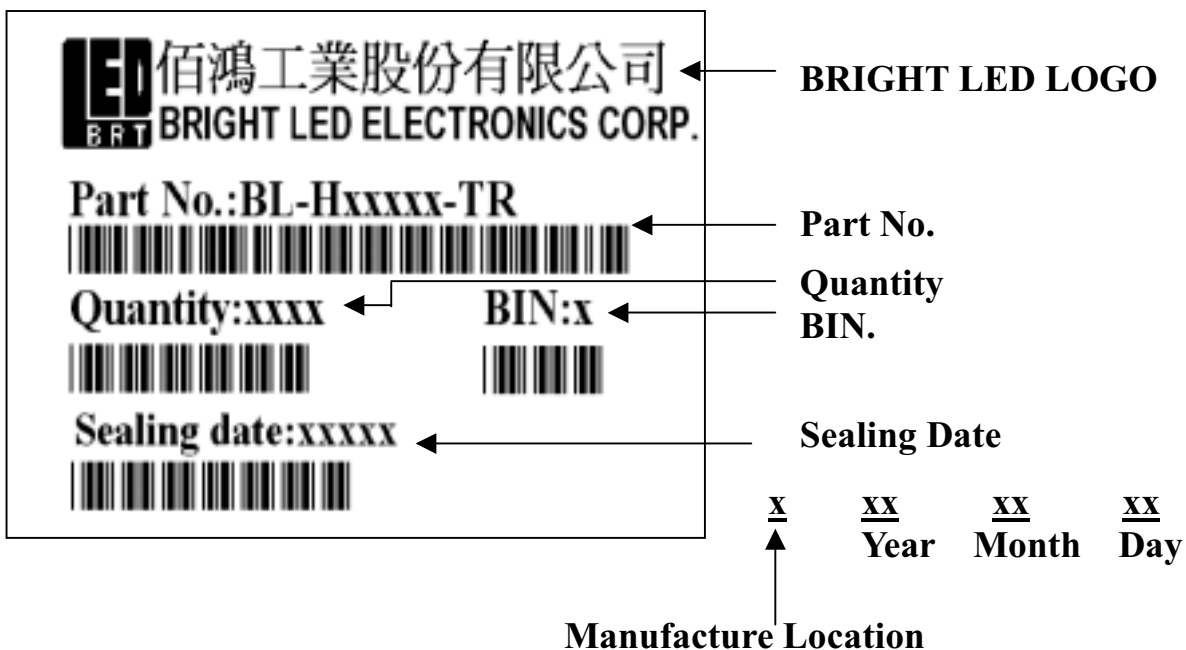 LED 佰鴻工業股份有限公司
BRT BRIGHT LED ELECTRONICS CORP.
BRIGHT LED LOGO
Part No.:BL-Hxxxxx-TR
Part No.
Quantity:xxxx
BIN:x
Quantity
BIN.
Sealing date:xxxxx
Sealing Date
x xx xx xx
Year Month Day
Manufacture Location